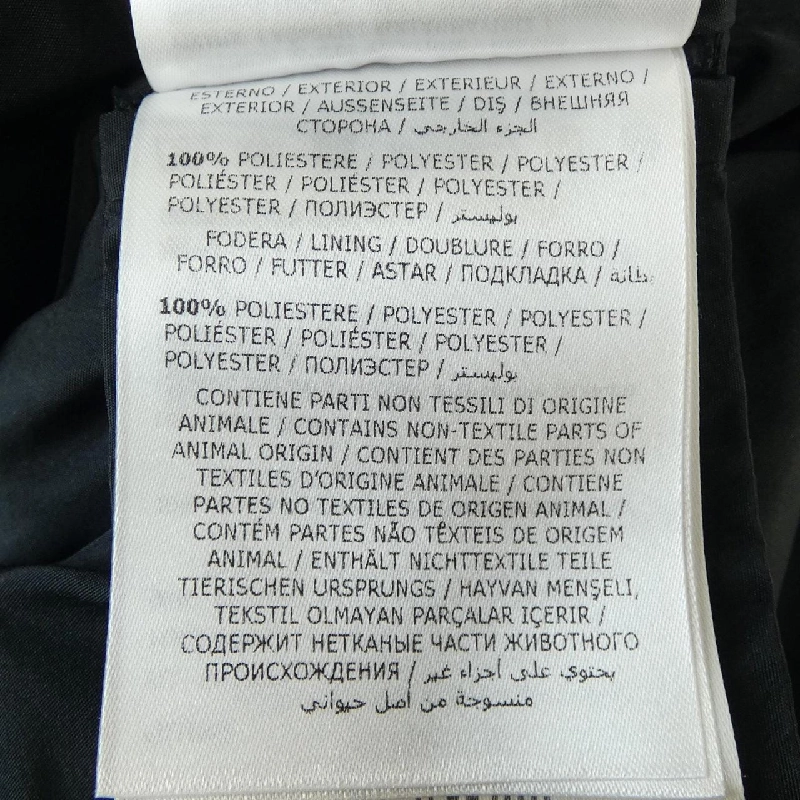 ESTERNO / EXTERIOR / EXTERIEUR / EXTERNO /
EXTERIOR / AUSSENSEITE / DIŞ / ВНЕШНЯЯ
СТОРОНА / الجزء الخارجي
100% POLIESTERE / POLYESTER / POLYESTER /
POLIÉSTER / POLIÉSTER / POLYESTER /
POLYESTER / ПОЛИЭСТЕР / بوليستر
FODERA / LINING / DOUBLURE / FORRO /
FORRO / FUTTER / ASTAR / ПОДКЛАДКА / بطانة
100% POLIESTERE / POLYESTER / POLYESTER /
POLIÉSTER / POLIÉSTER / POLYESTER /
POLYESTER / ПОЛИЭСТЕР / بوليستر
CONTIENE PARTI NON TESSILI DI ORIGINE
ANIMALE / CONTAINS NON-TEXTILE PARTS OF
ANIMAL ORIGIN / CONTIENT DES PARTIES NON
TEXTILES D'ORIGINE ANIMALE / CONTIENE
PARTES NO TEXTILES DE ORIGEN ANIMAL /
CONTÉM PARTES NÃO TÊXTEIS DE ORIGEM
ANIMAL / ENTHÄLT NICHTTEXTILE TEILE
TIERISCHEN URSPRUNGS / HAYVAN MENŞELİ,
TEKSTIL OLMAYAN PARÇALAR IÇERIR /
СОДЕРЖИТ НЕТКАНЫЕ ЧАСТИ ЖИВОТНОГО
ПРОИСХОЖДЕНИЯ / يحتوي على أجزاء غير
منسوجة من أصل حيواني